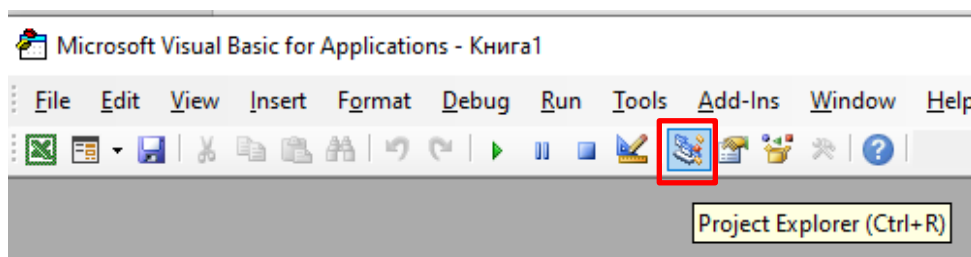 Microsoft Visual Basic for Applications - Книга1
File Edit View Insert Format Debug Run Tools Add-Ins Window Help
Project Explorer (Ctrl+R)